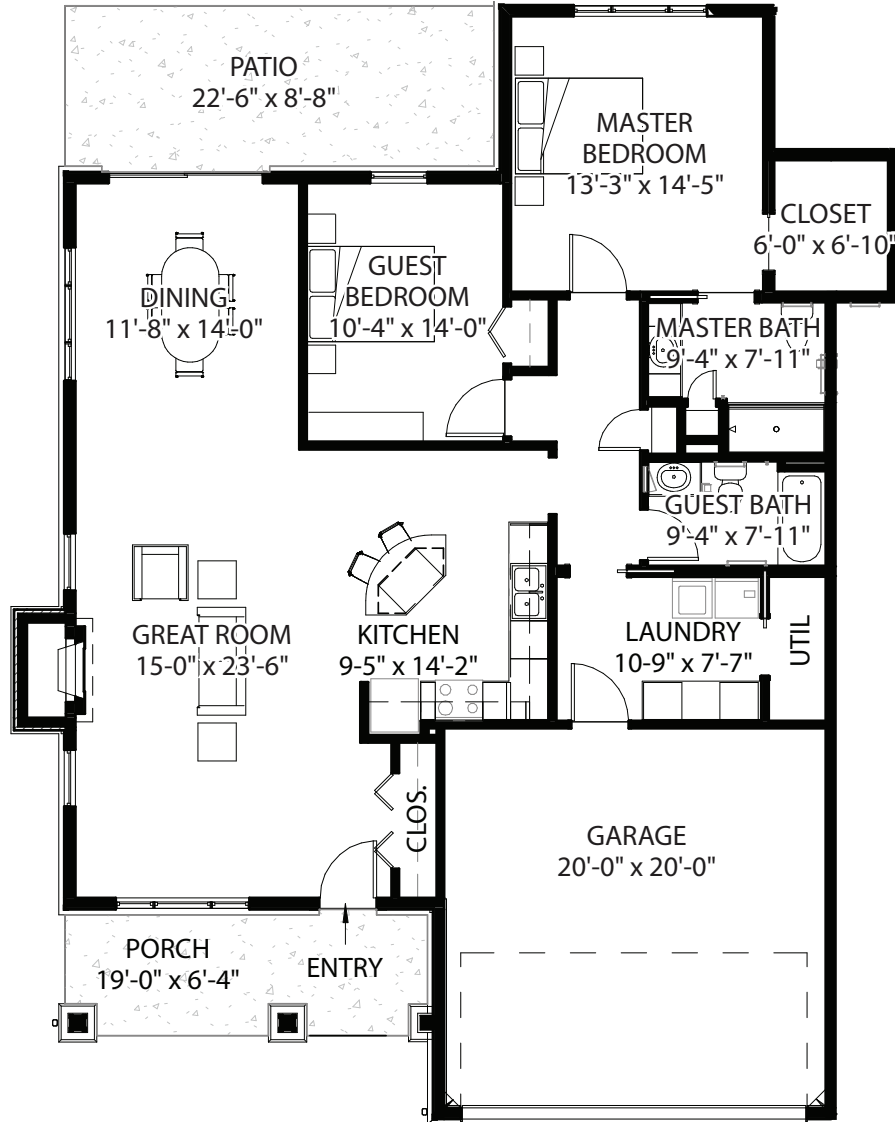 PATIO
22'-6" x 8'-8"
MASTER
BEDROOM
13'-3" x 14'-5"
CLOSET
6'-0" x 6'-10"
GUEST
BEDROOM
10'-4" x 14'-0"
DINING
11'-8" x 14'-0"
MASTER BATH
9'-4" x 7'-11"
GUEST BATH
9'-4" x 7'-11"
GREAT ROOM
15-0" x 23'-6"
KITCHEN
9-5" x 14'-2"
LAUNDRY
10-9" x 7'-7"
UTIL
CLOS.
GARAGE
20'-0" x 20'-0"
PORCH
19'-0" x 6'-4"
ENTRY